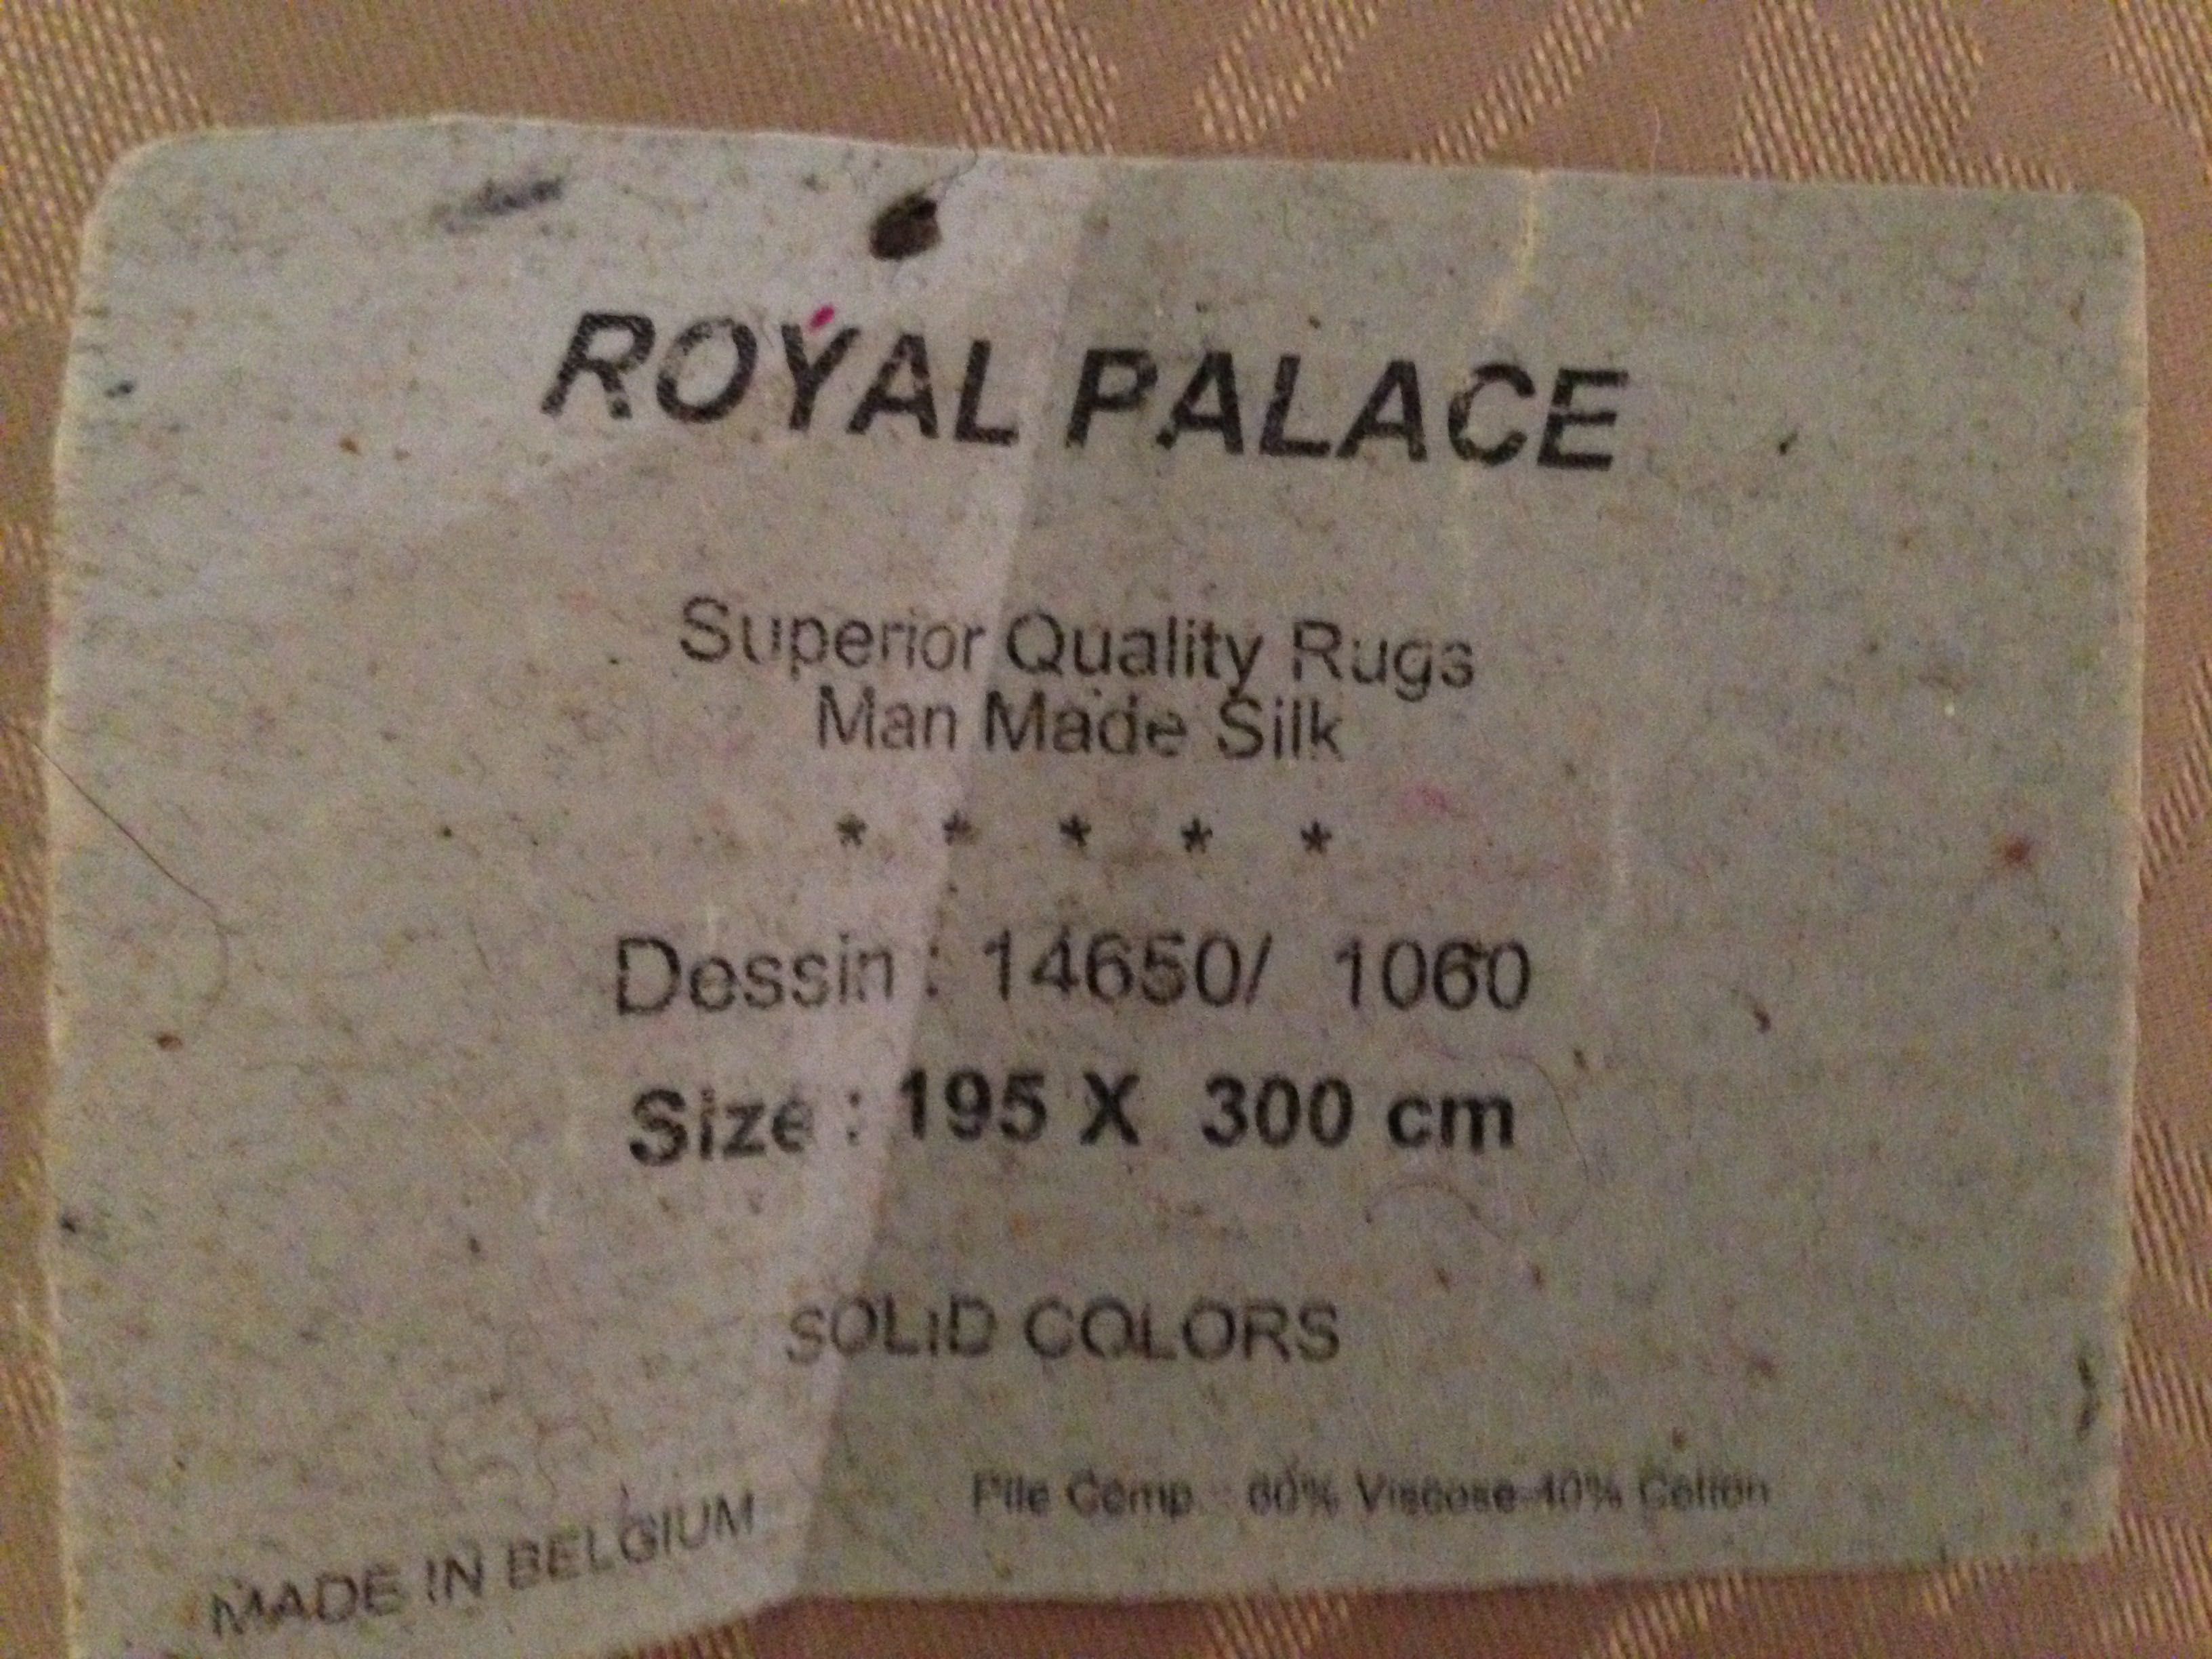 ROYAL PALACE
Superior Quality Rugs
Man Made Silk
* * * * *
Dessin : 14650/ 1060
Size : 195 X 300 cm
SOLID COLORS
Pile Comp. 60% Viscose-40% Cotton
MADE IN BELGIUM